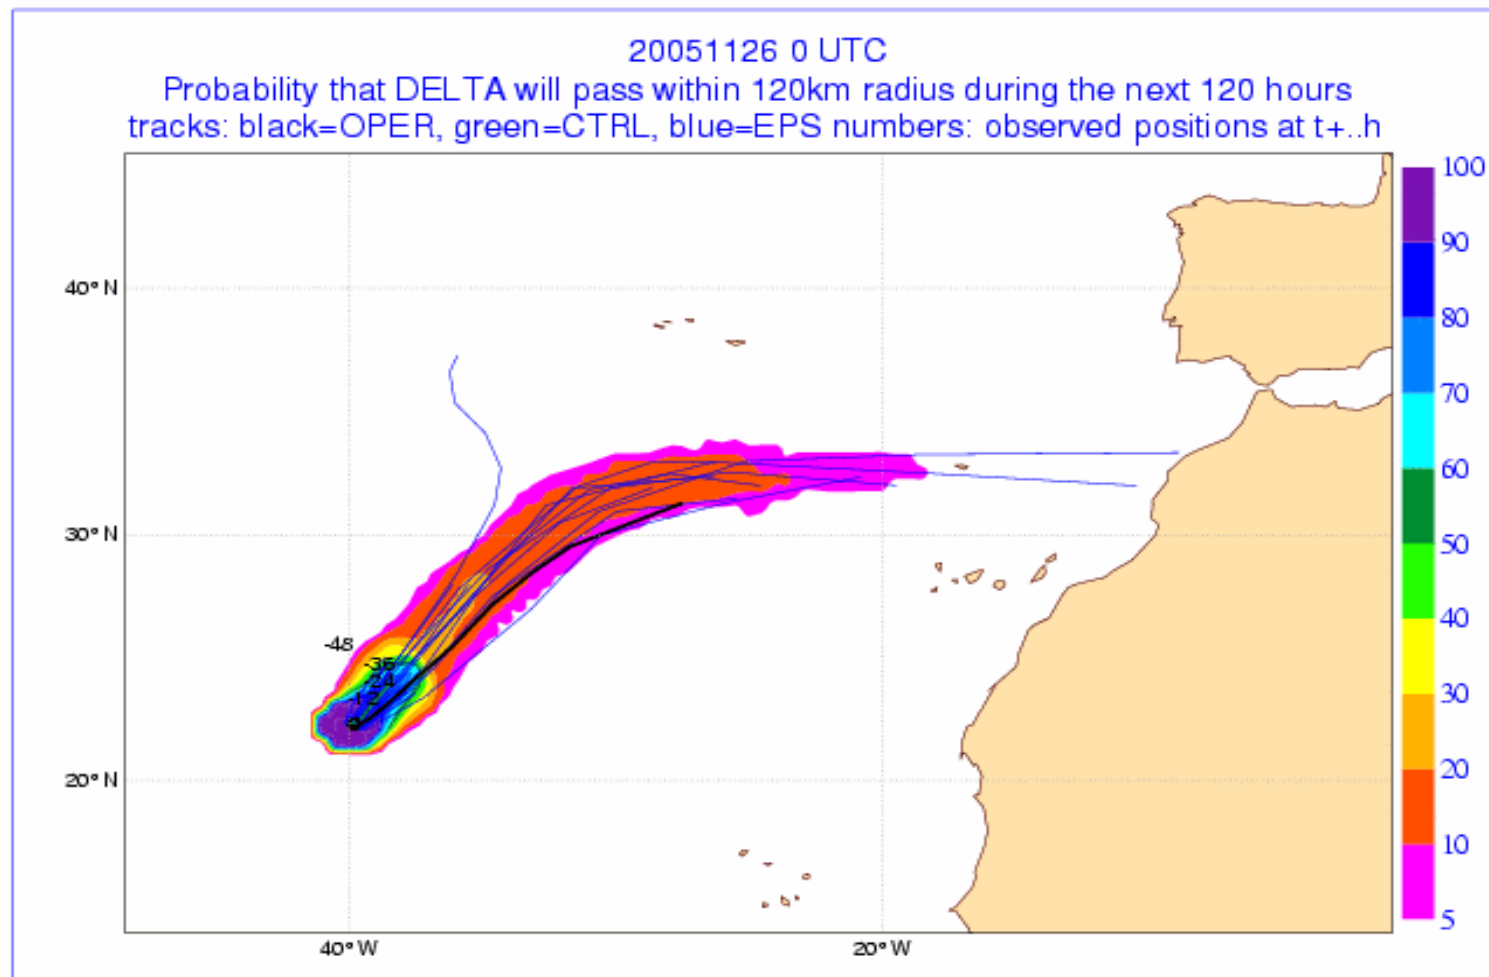 20051126 0 UTC
Probability that DELTA will pass within 120km radius during the next 120 hours
tracks: black=OPER, green=CTRL, blue=EPS numbers: observed positions at t+..h
100
90
40°N
80
70
60
50
30°N
40
-48
-36
-24
30
-12
20
20°N
10
5
40°W
20°W